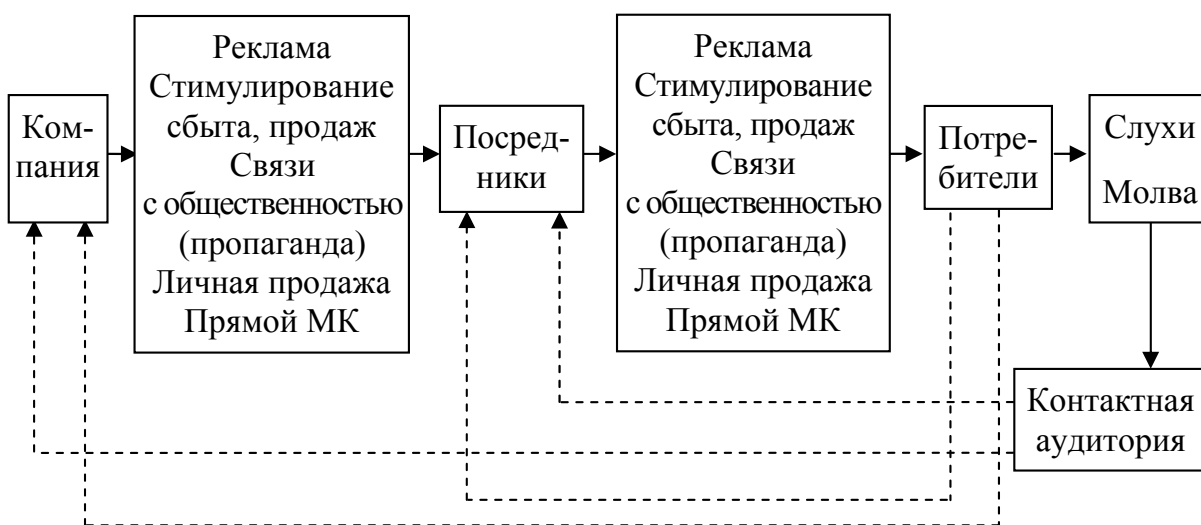 Ком-
пания
Реклама
Стимулирование
сбыта, продаж
Связи
с общественностью
(пропаганда)
Личная продажа
Прямой МК
Посред-
ники
Реклама
Стимулирование
сбыта, продаж
Связи
с общественностью
(пропаганда)
Личная продажа
Прямой МК
Потре-
бители
Слухи
Молва
Контактная
аудитория